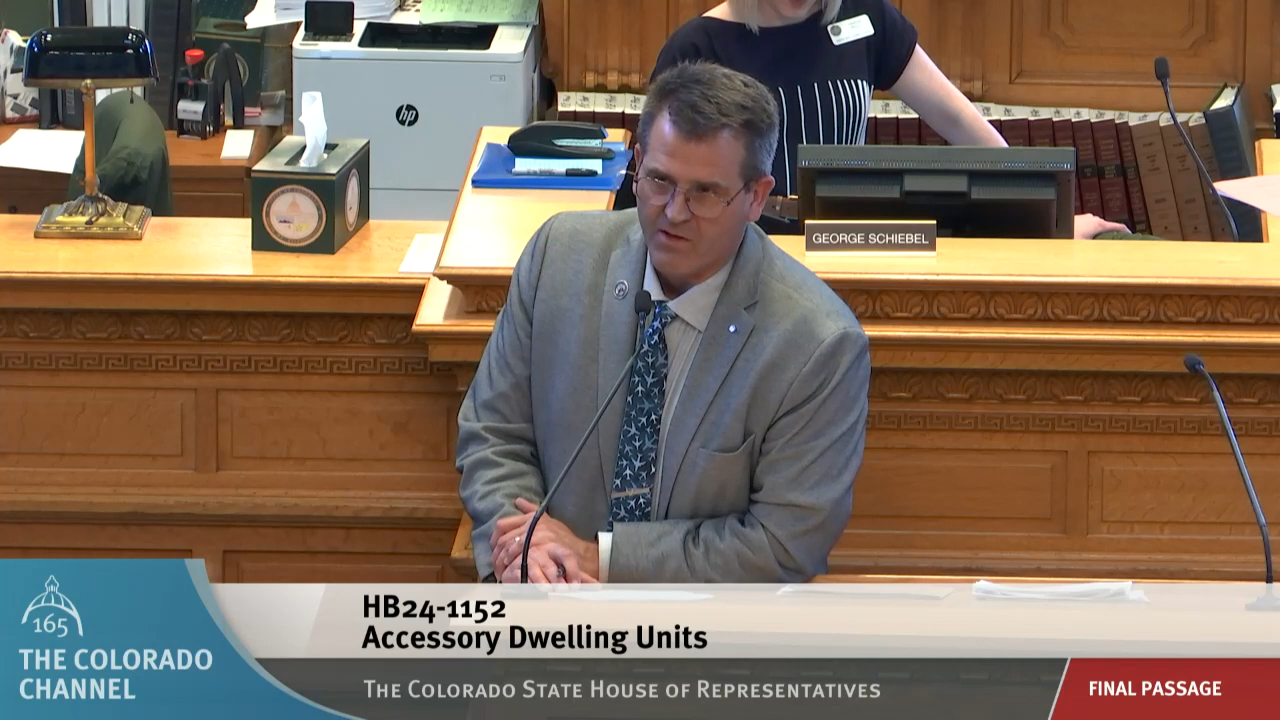 hp
GEORGE SCHIEBEL
HB24-1152
Accessory Dwelling Units
165
THE COLORADO
CHANNEL
THE COLORADO STATE HOUSE OF REPRESENTATIVES
FINAL PASSAGE